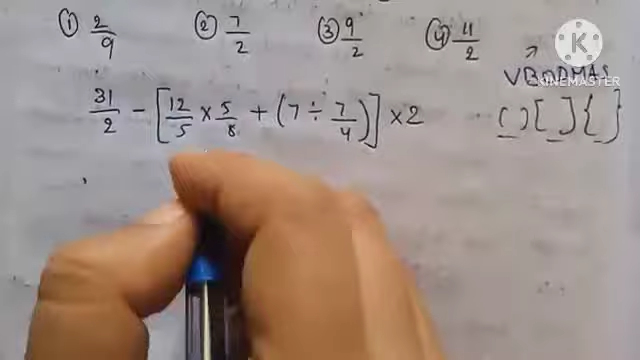 ① 2/9 ② 7/2 ③ 9/2 ④ 11/2
VBODMAS
KINEMASTER
31/2 - [12/5 × 5/8 + (7 ÷ 7/4)] × 2 ( ) [ ] { }